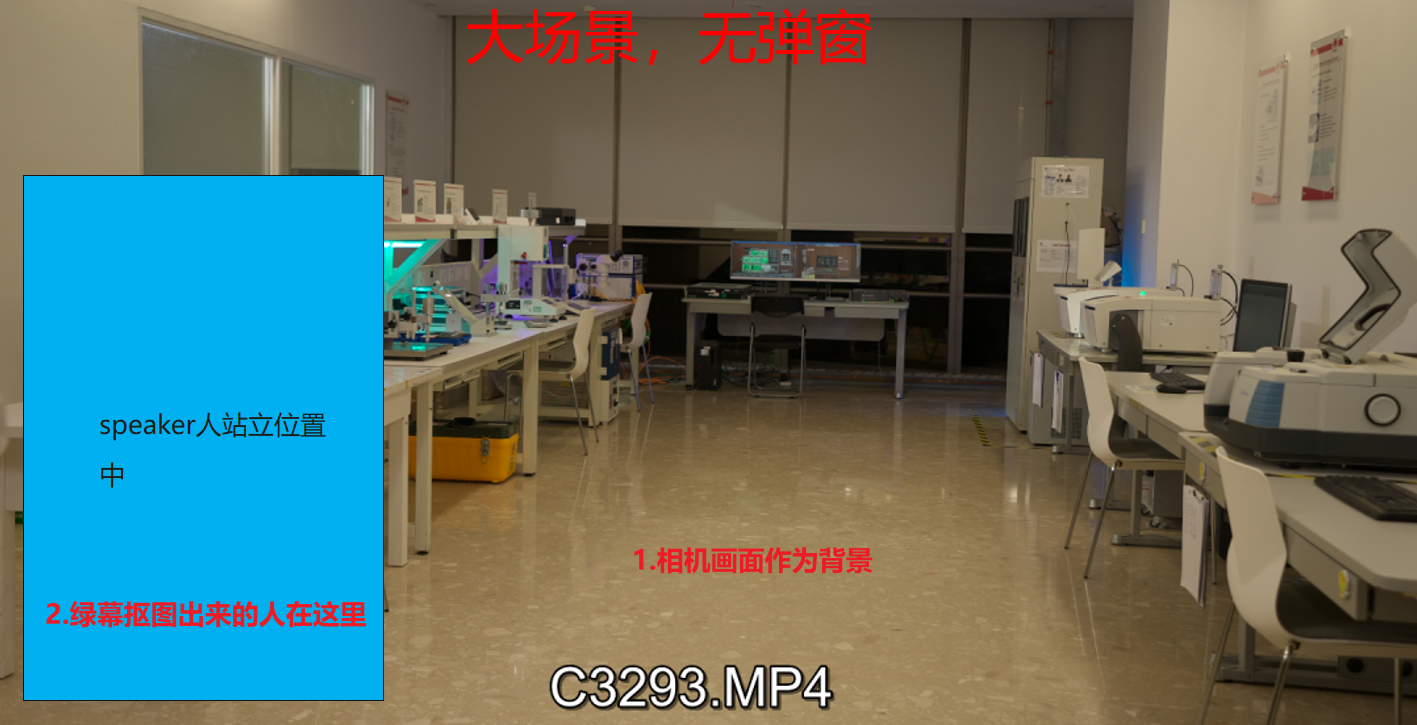 大场景，无弹窗
speaker人站立位置
中
1.相机画面作为背景
2.绿幕抠图出来的人在这里
C3293.MP4